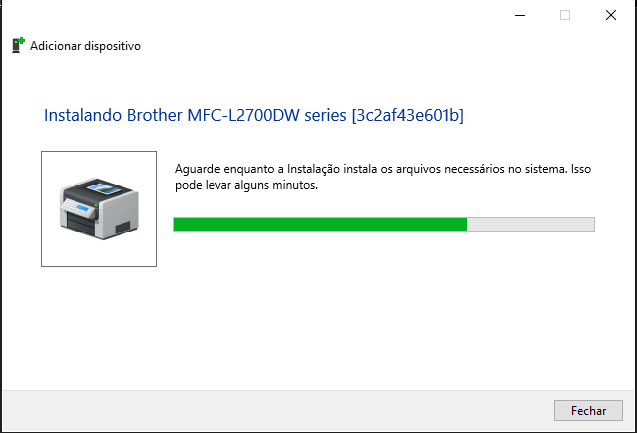 Adicionar dispositivo
Instalando Brother MFC-L2700DW series [3c2af43e601b]
Aguarde enquanto a Instalação instala os arquivos necessários no sistema. Isso
pode levar alguns minutos.
Fechar